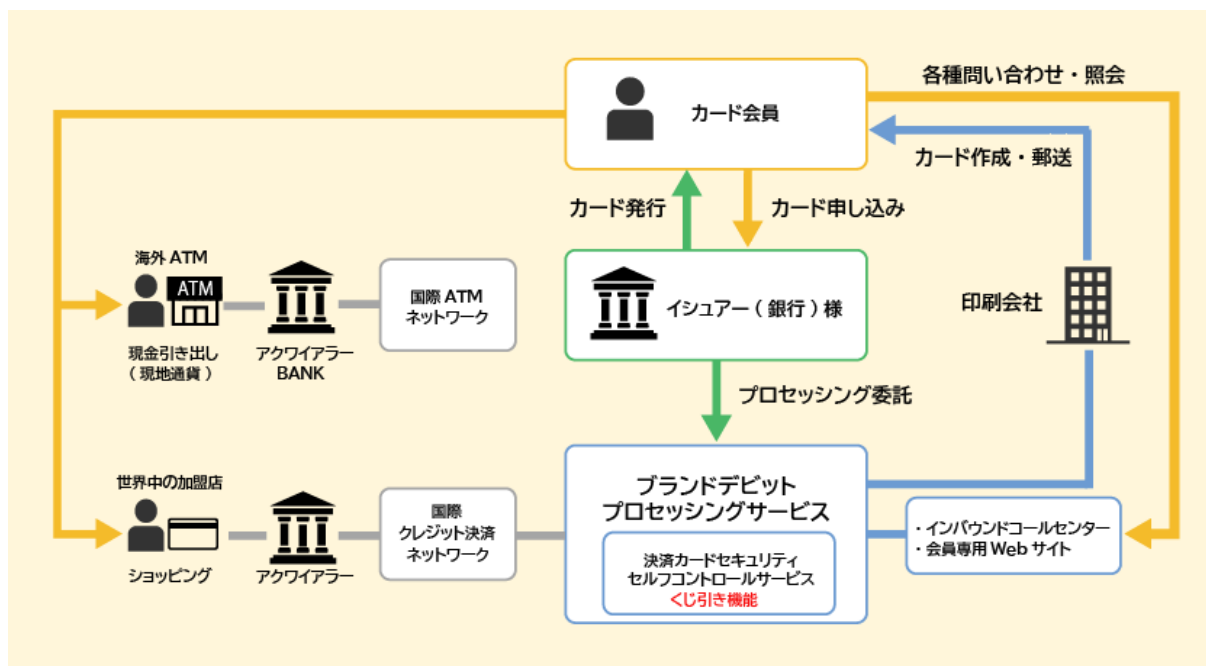 各種問い合わせ・照会
カード会員
カード作成・郵送
カード発行
カード申し込み
海外 ATM
ATM
国際 ATM
ネットワーク
イシュアー ( 銀行 ) 様
印刷会社
現金引き出し
( 現地通貨 )
アクワイアラー
BANK
プロセッシング委託
世界中の加盟店
ブランドデビット
プロセッシングサービス
国際
クレジット決済
ネットワーク
・インバウンドコールセンター
・会員専用 Web サイト
決済カードセキュリティ
セルフコントロールサービス
くじ引き機能
ショッピング
アクワイアラー